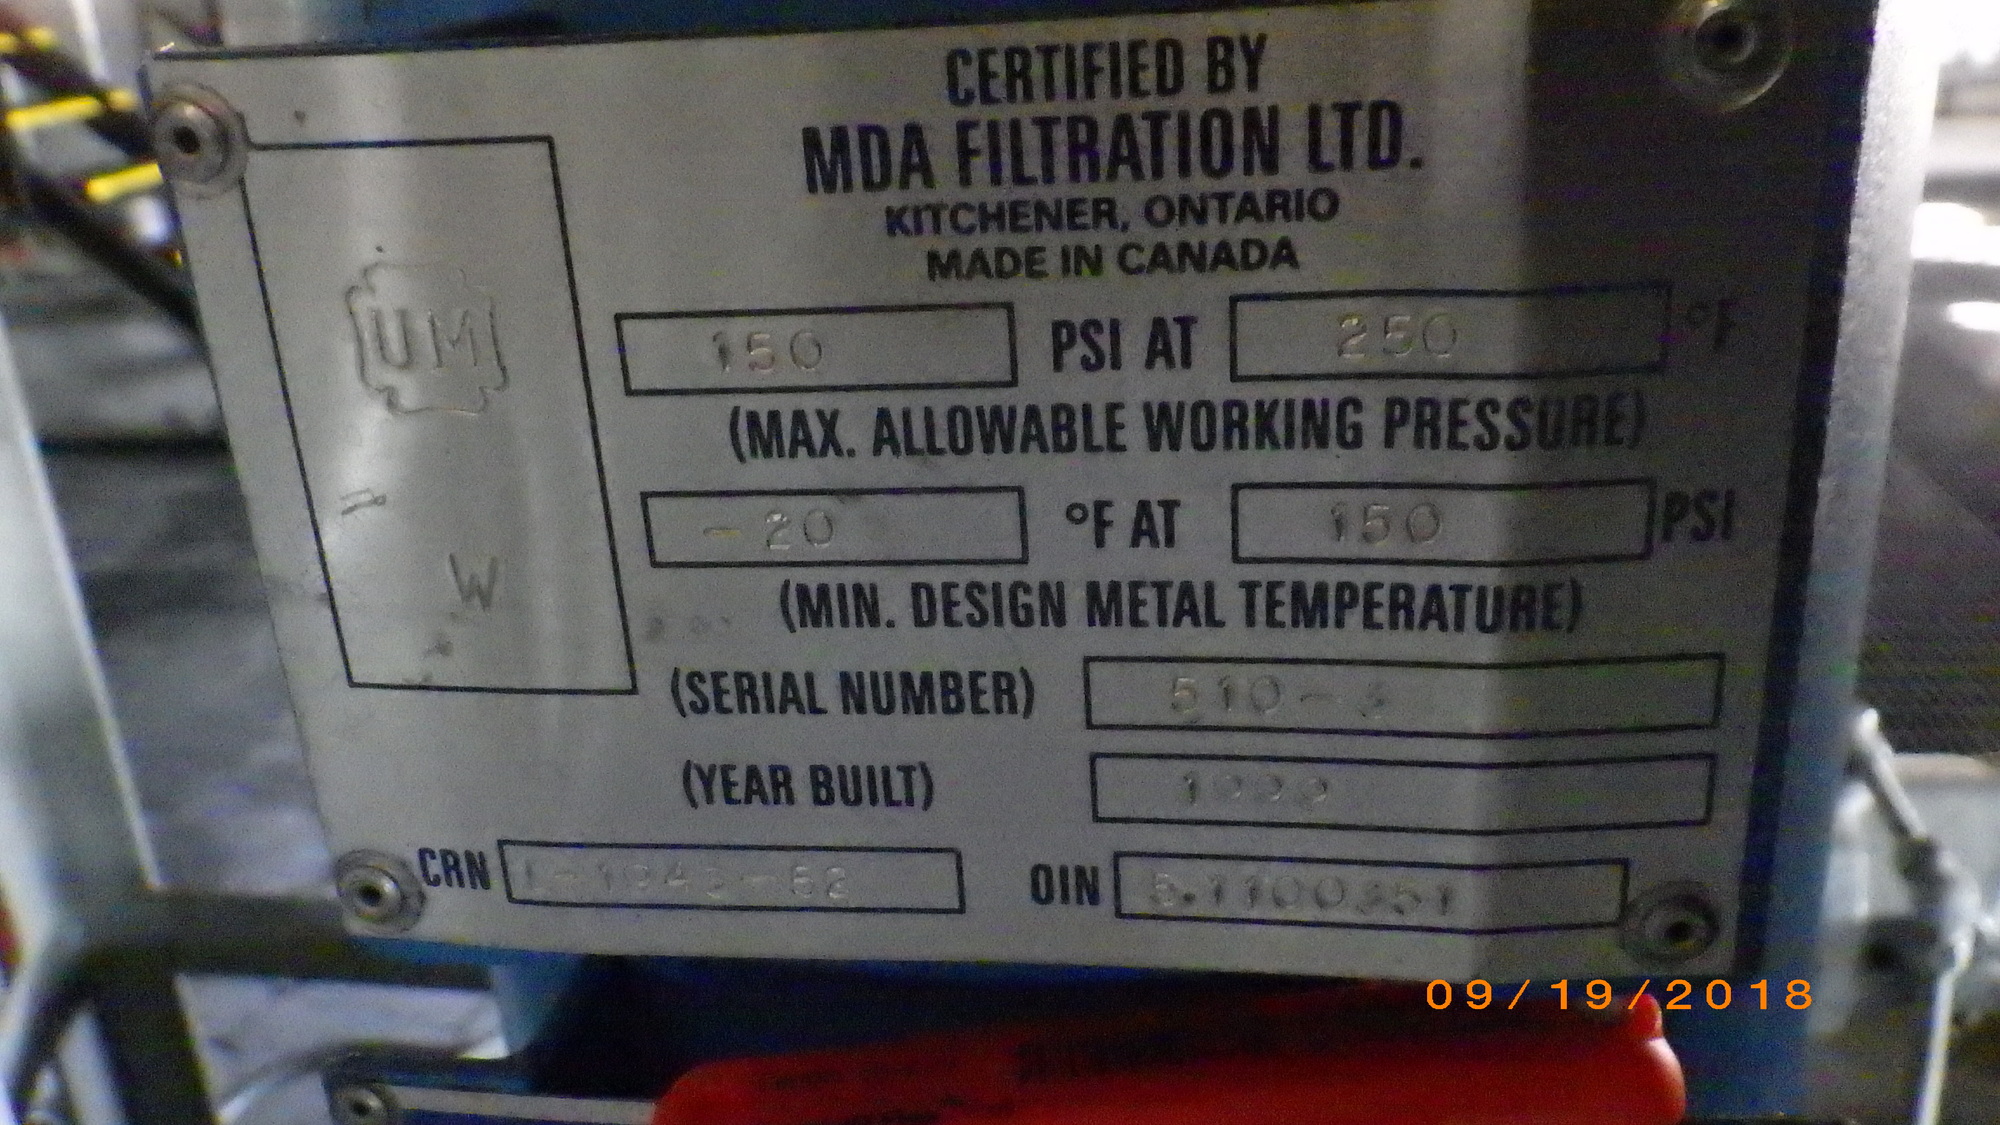 CERTIFIED BY
MDA FILTRATION LTD.
KITCHENER, ONTARIO
MADE IN CANADA
UM
W
150 PSI AT 250 °F
(MAX. ALLOWABLE WORKING PRESSURE)
-20 °F AT 150 PSI
(MIN. DESIGN METAL TEMPERATURE)
(SERIAL NUMBER)
(YEAR BUILT)
CRN
OIN
09/19/2018